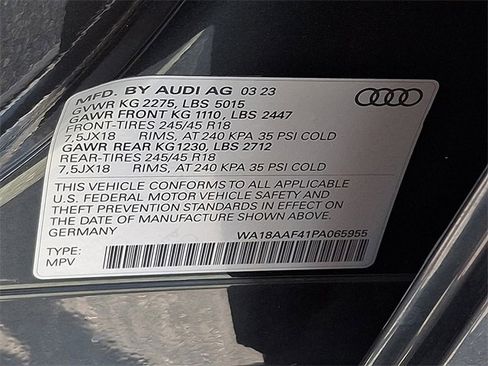 MFD. BY AUDI AG 03 23
GVWR KG 2275, LBS 5015
GAWR FRONT KG 1110, LBS 2447
FRONT-TIRES 245/45 R18
7,5JX18 RIMS, AT 240 KPA 35 PSI COLD
GAWR REAR KG1230, LBS 2712
REAR-TIRES 245/45 R18
7,5JX18 RIMS, AT 240 KPA 35 PSI COLD
THIS VEHICLE CONFORMS TO ALL APPLICABLE
U.S. FEDERAL MOTOR VEHICLE SAFETY AND
THEFT PREVENTION STANDARDS IN EFFECT ON
DATE OF MANUFACTURE SHOWN ABOVE.
GERMANY WA18AAF41PA065955
TYPE:
MPV